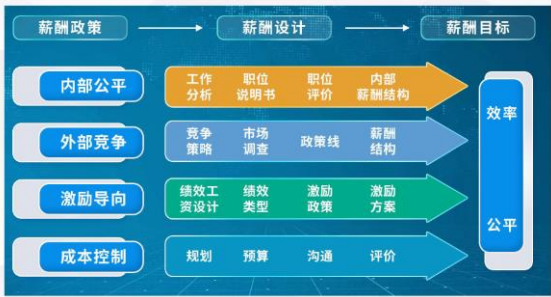 薪酬政策 薪酬设计 薪酬目标
内部公平 工作分析 职位说明书 职位评价 内部薪酬结构
外部竞争 竞争策略 市场调查 政策线 薪酬结构
激励导向 绩效工资设计 绩效类型 激励政策 激励方案
成本控制 规划 预算 沟通 评价
效率
公平